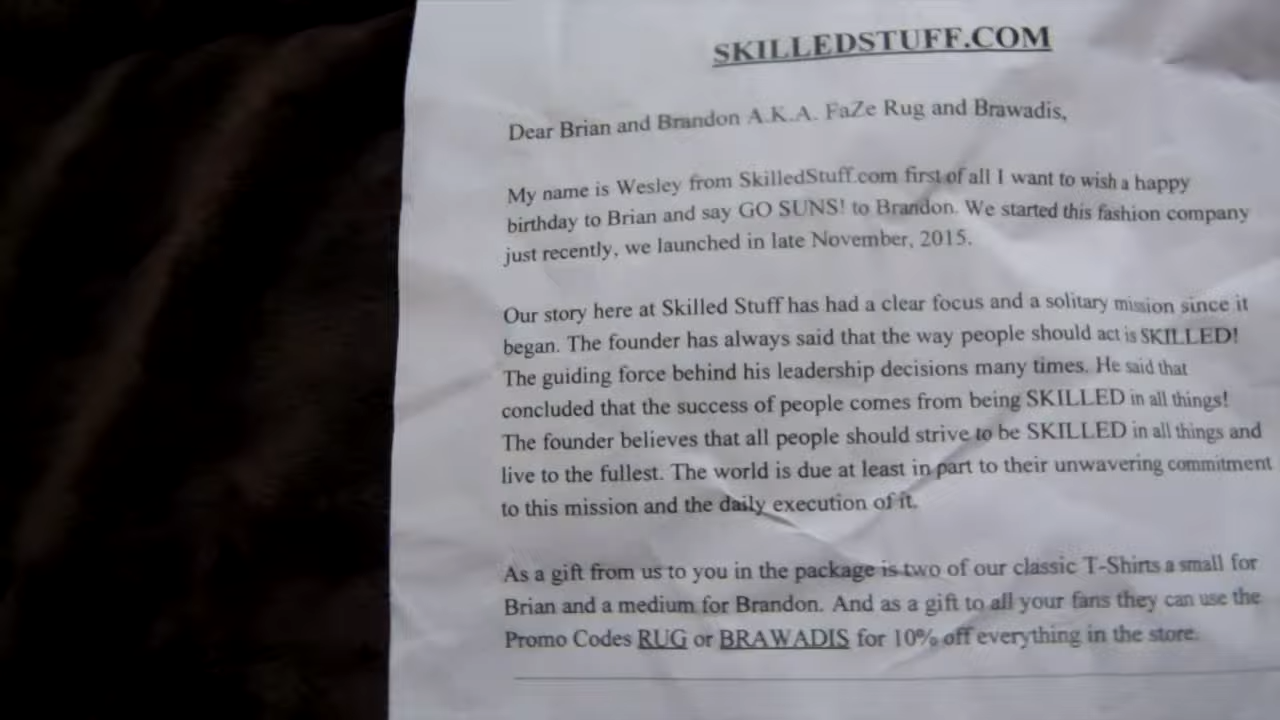 SKILLEDSTUFF.COM
Dear Brian and Brandon A.K.A. FaZe Rug and Brawadis,
My name is Wesley from SkilledStuff.com first of all I want to wish a happy
birthday to Brian and say GO SUNS! to Brandon. We started this fashion company
just recently, we launched in late November, 2015.
Our story here at Skilled Stuff has had a clear focus and a solitary mission since it
began. The founder has always said that the way people should act is SKILLED!
The guiding force behind his leadership decisions many times. He said that
concluded that the success of people comes from being SKILLED in all things!
The founder believes that all people should strive to be SKILLED in all things and
live to the fullest. The world is due at least in part to their unwavering commitment
to this mission and the daily execution of it.
As a gift from us to you in the package is two of our classic T-Shirts a small for
Brian and a medium for Brandon. And as a gift to all your fans they can use the
Promo Codes RUG or BRAWADIS for 10% off everything in the store.